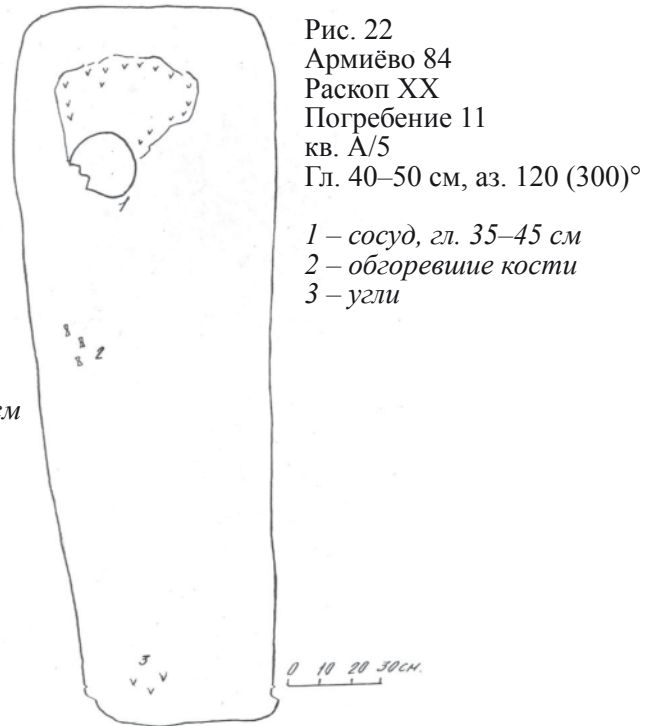 Рис. 22
Армиёво 84
Раскоп XX
Погребение 11
кв. А/5
Гл. 40–50 см, аз. 120 (300)°
1 – сосуд, гл. 35–45 см
2 – обгоревшие кости
3 – угли
1
2
см
3
0 10 20 30см.